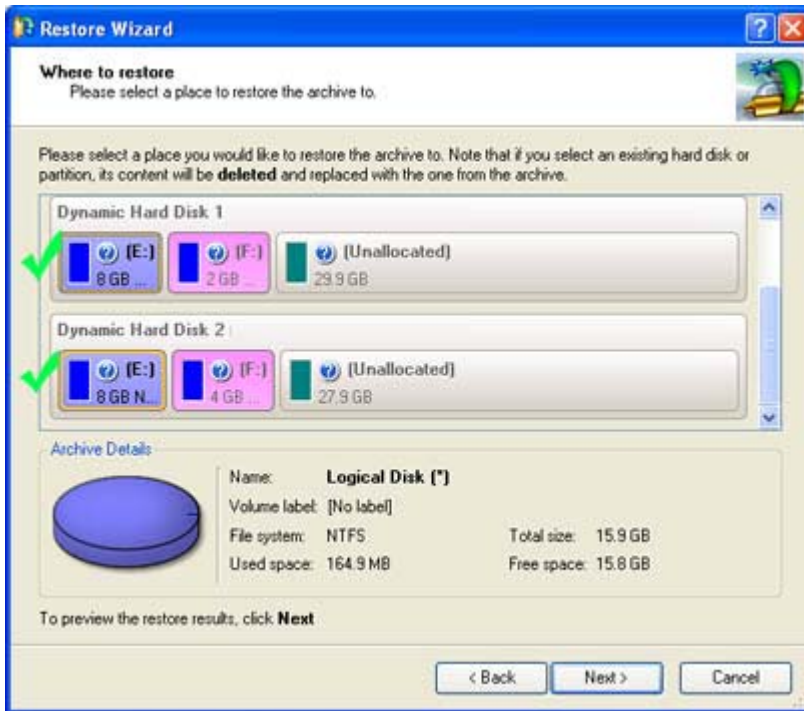 Restore Wizard
Where to restore
Please select a place to restore the archive to.
Please select a place you would like to restore the archive to. Note that if you select an existing hard disk or
partition, its content will be deleted and replaced with the one from the archive.
Dynamic Hard Disk 1
(E:) (F:) (Unallocated)
8 GB ... 2 GB ... 29.9 GB
Dynamic Hard Disk 2
(E:) (F:) (Unallocated)
8 GB N... 4 GB ... 27.9 GB
Archive Details
Name: Logical Disk (*)
Volume label: [No label]
File system: NTFS Total size: 15.9 GB
Used space: 164.9 MB Free space: 15.8 GB
To preview the restore results, click Next
< Back Next > Cancel